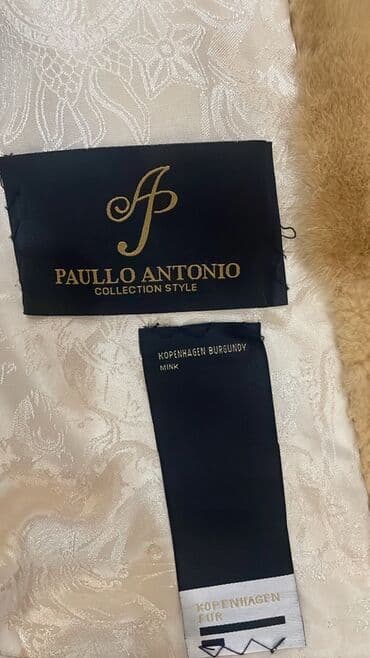 AP
PAULLO ANTONIO
COLLECTION STYLE
KOPENHAGEN BURGUNDY
MINK
KOPENHAGEN
FUR